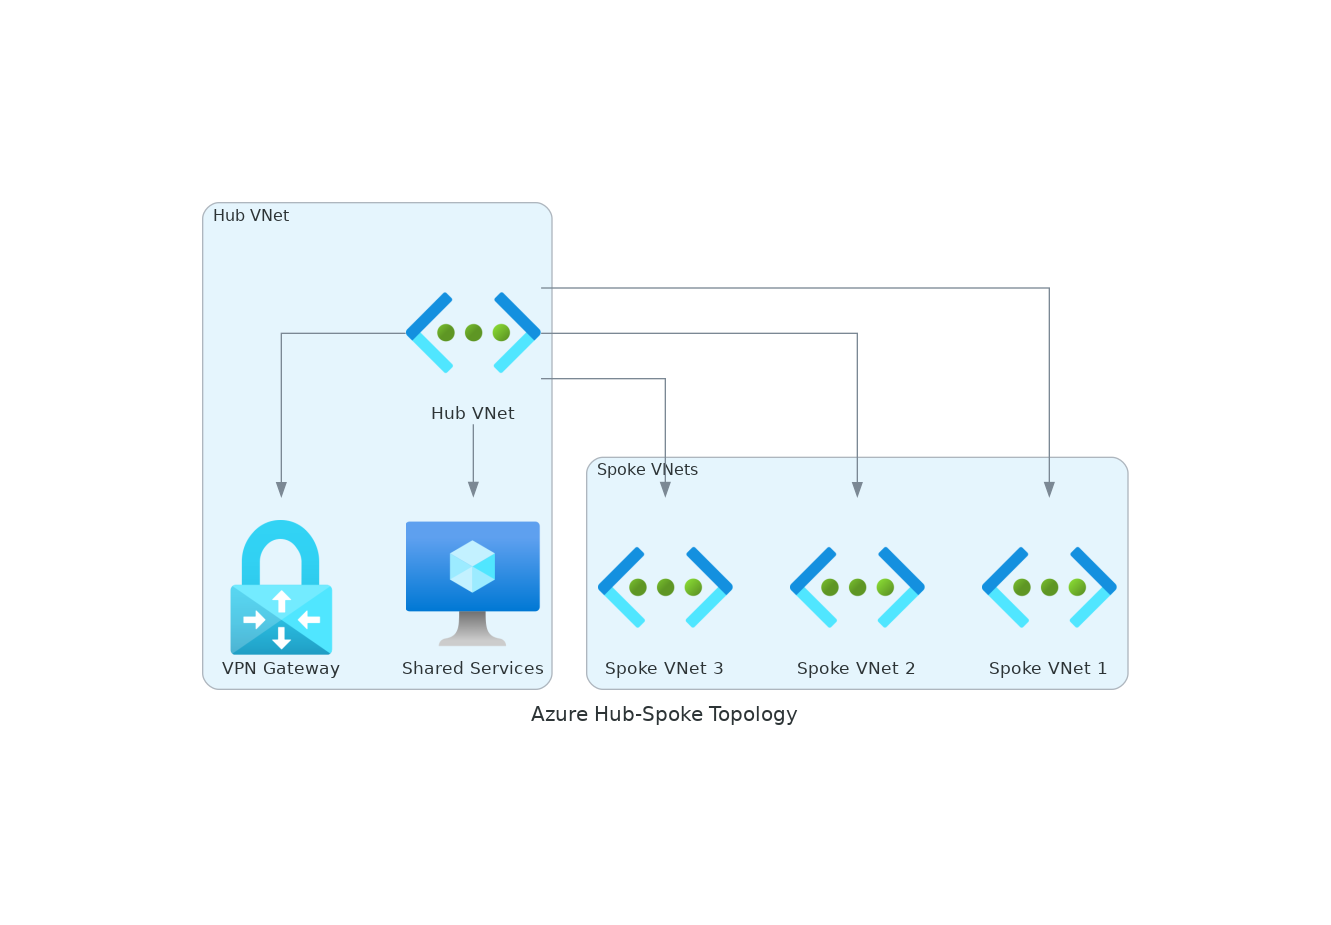 Hub VNet
Hub VNet
Spoke VNets
VPN Gateway
Shared Services
Spoke VNet 3
Spoke VNet 2
Spoke VNet 1
Azure Hub-Spoke Topology